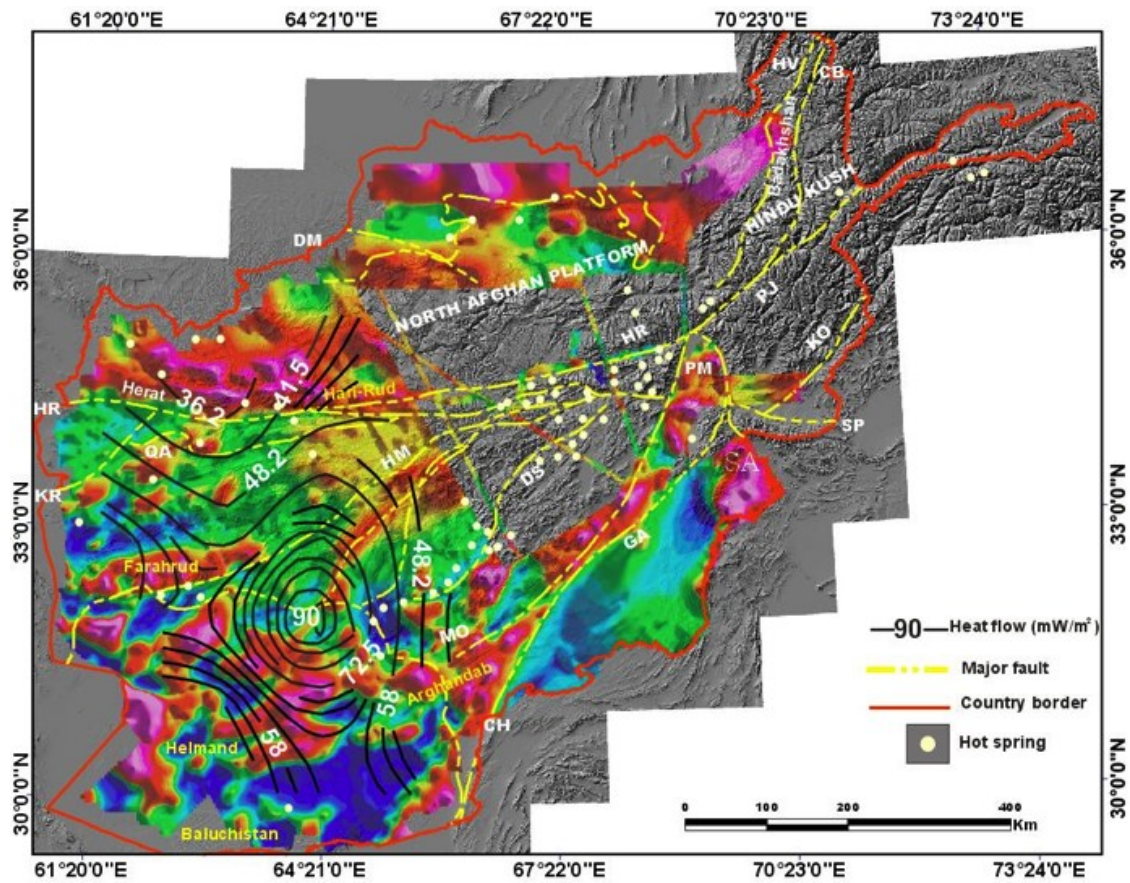 61°20'0"E 64°21'0"E 67°22'0"E 70°23'0"E 73°24'0"E
HV
CB
Badakhshan
HINDU KUSH
36°0'0"N
36°0'0"N
DM
NORTH AFGHAN PLATFORM
PJ
HR
KO
41.5
PM
Herat
36.2
Hari-Rud
HR
SP
QA
HM
48.2
SA
DS
KR
33°0'0"N
33°0'0"N
GA
48.2
Farahrud
90
MO
72.5
Arghandab
58
CH
58
Helmand
Baluchistan
90 Heat flow (mW/m²)
Major fault
Country border
Hot spring
30°0'0"N
30°0'0"N
0 100 200 400
Km
61°20'0"E 64°21'0"E 67°22'0"E 70°23'0"E 73°24'0"E